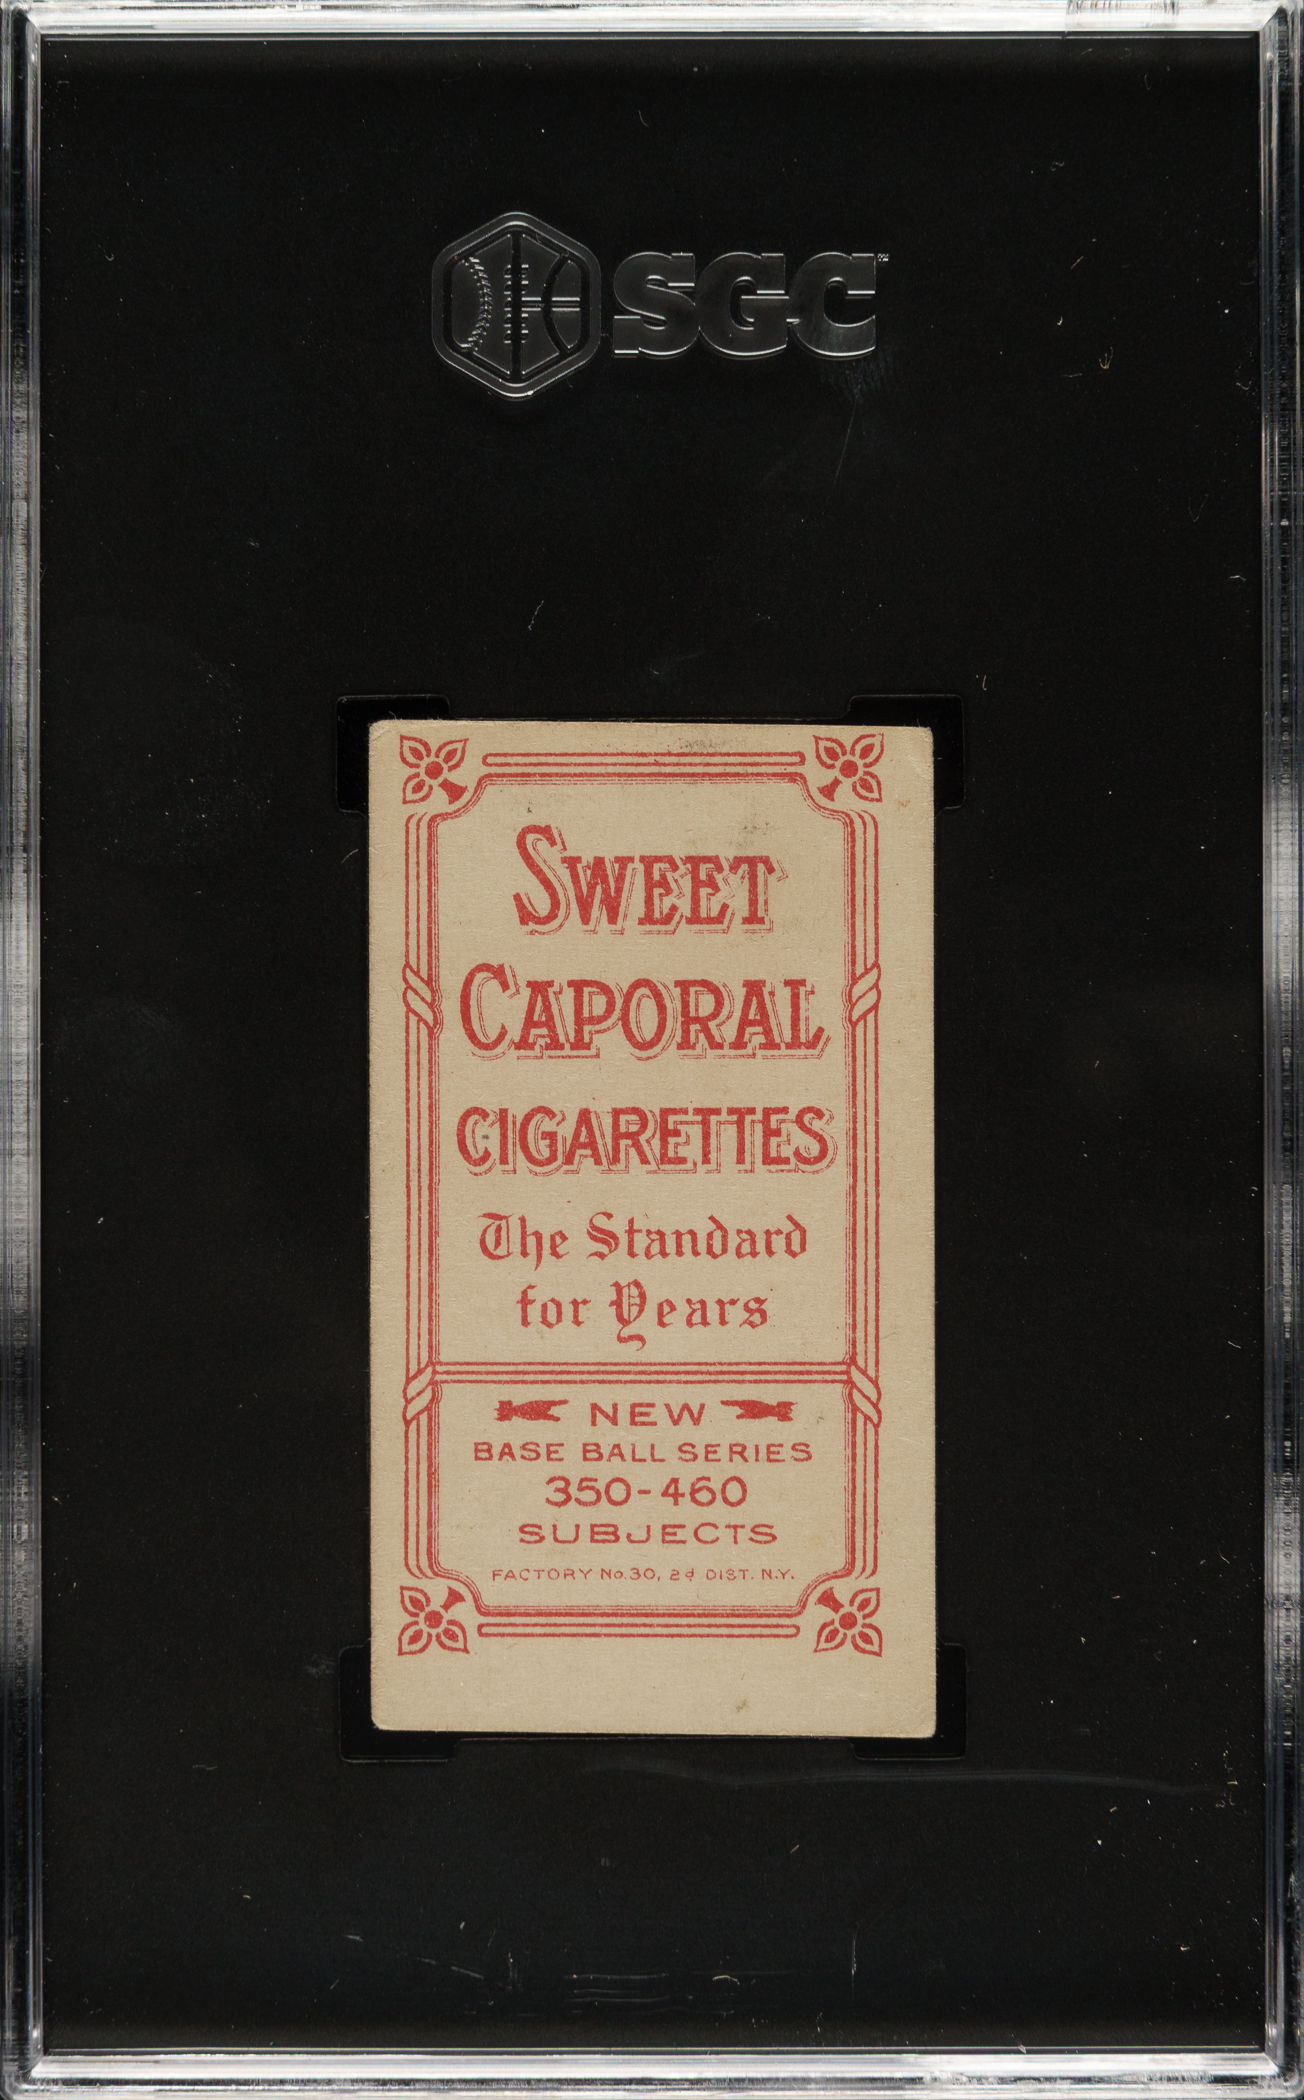 SGC
SWEET
CAPORAL
CIGARETTES
The Standard
for Years
NEW
BASE BALL SERIES
350-460
SUBJECTS
FACTORY No. 30, 2d DIST. N.Y.